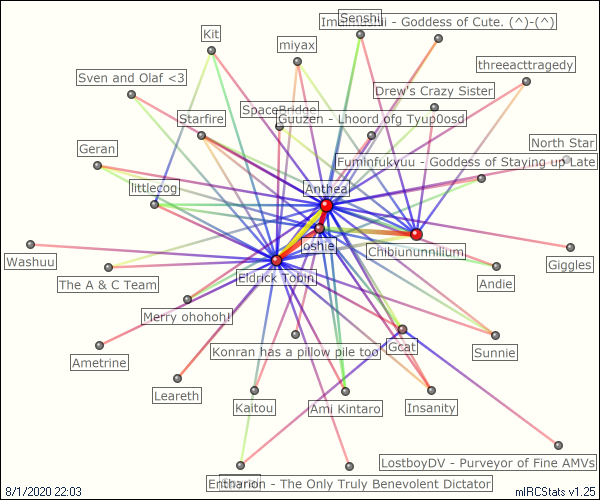 Senshi
Imaimashii - Goddess of Cute. (^)-(^)
Kit
miyax
threeacttragedy
Sven and Olaf <3
Drew's Crazy Sister
SpaceBridge
Starfire
Guuzen - Lhoord ofg Tyup0osd
North Star
Geran
Fuminfukyuu - Goddess of Staying up Late
littlecog
Anthea
Joshie
Chibiununnilium
Washuu
Giggles
Eldrick Tobin
The A & C Team
Andie
Merry ohohoh!
Konran has a pillow pile too
Gcat
Sunnie
Ametrine
Leareth
Kaitou
Ami Kintaro
Insanity
LostboyDV - Purveyor of Fine AMVs
Entharion - The Only Truly Benevolent Dictator
8/1/2020 22:03
mIRCStats v1.25